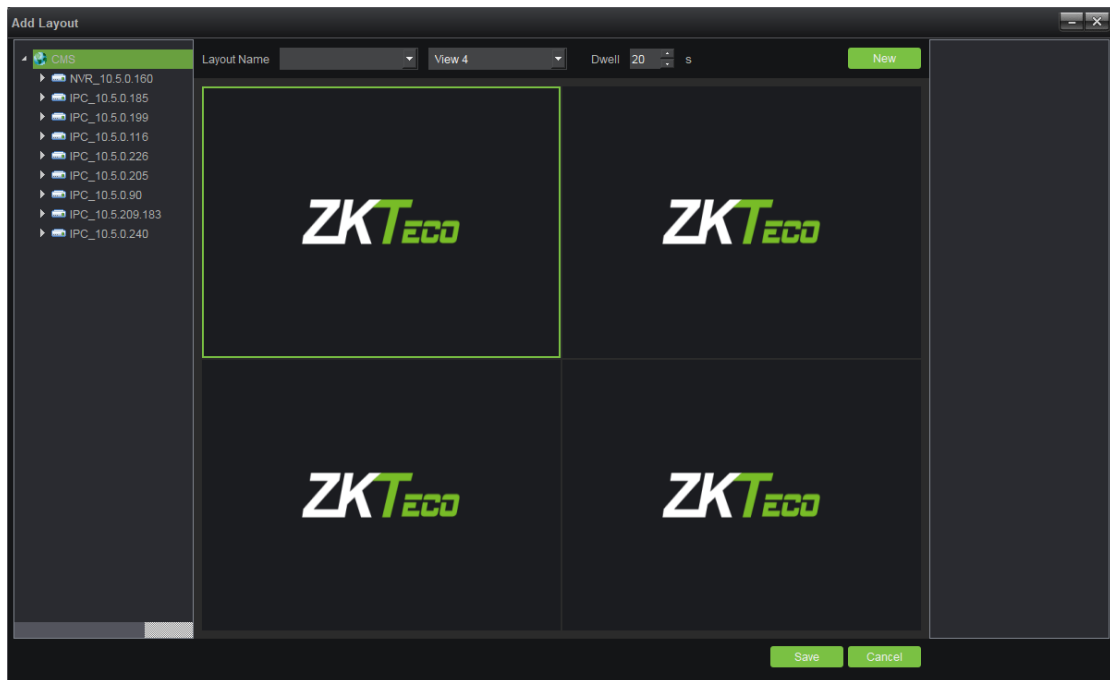 Add Layout
CMS
NVR_10.5.0.160
IPC_10.5.0.185
IPC_10.5.0.199
IPC_10.5.0.116
IPC_10.5.0.226
IPC_10.5.0.205
IPC_10.5.0.90
IPC_10.5.209.183
IPC_10.5.0.240
Layout Name View 4 Dwell 20 s New
ZKTECO ZKTECO
ZKTECO ZKTECO
Save Cancel